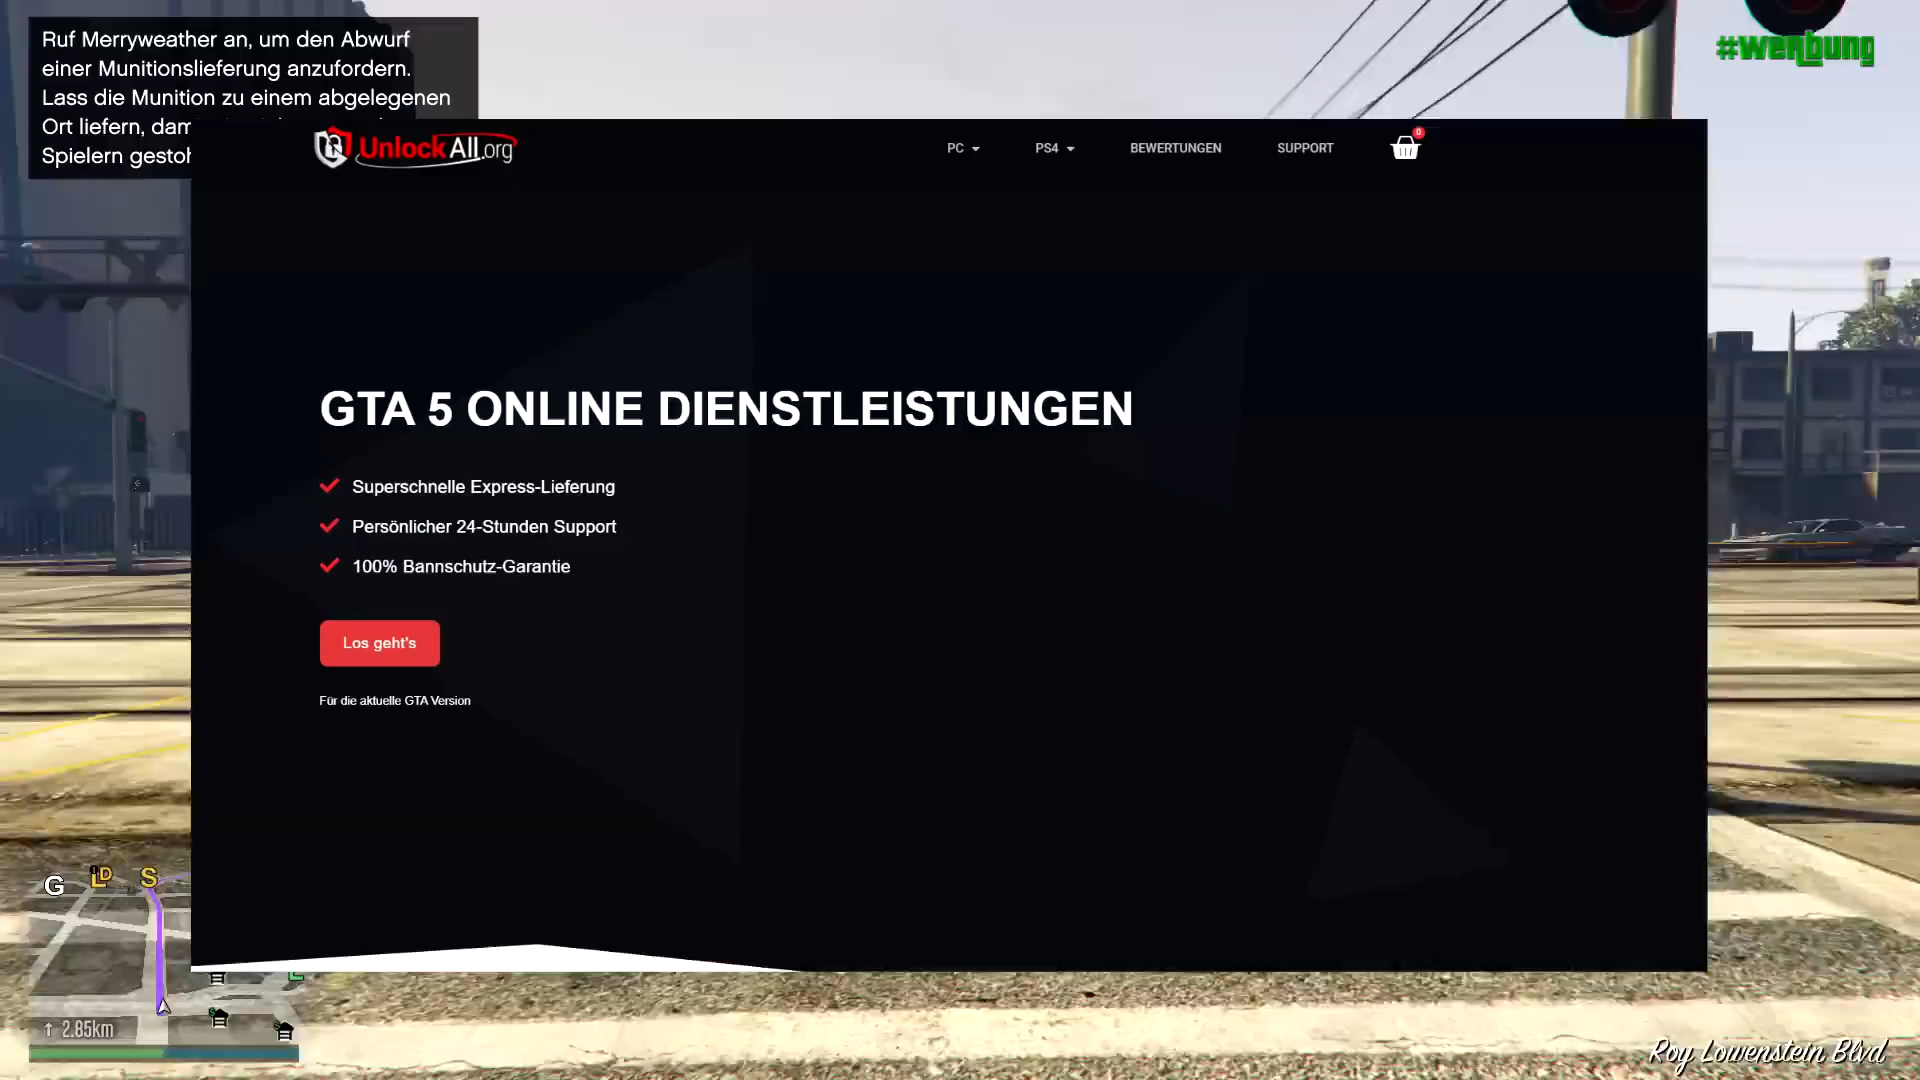 Ruf Merryweather an, um den Abwurf
einer Munitionslieferung anzufordern.
Lass die Munition zu einem abgelegenen
Ort liefern,
Spielern
#werbung
UnlockAll.org
PC
PS4
BEWERTUNGEN
SUPPORT
0
GTA 5 ONLINE DIENSTLEISTUNGEN
Superschnelle Express-Lieferung
Persönlicher 24-Stunden Support
100% Bannschutz-Garantie
Los geht's
Für die aktuelle GTA Version
G
LD
S
2.85km
Roy Lowenstein Blvd